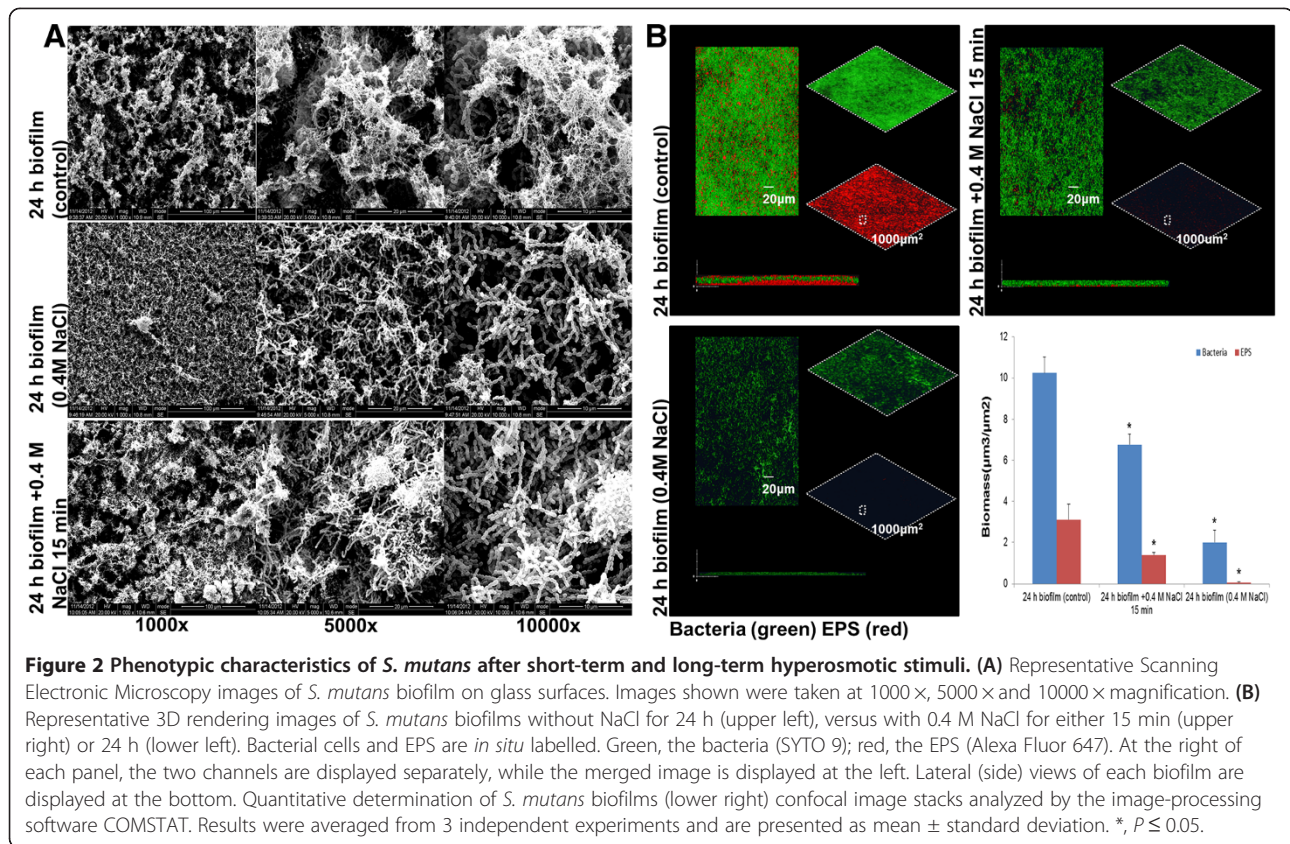 A
24 h biofilm
(control)
24 h biofilm
(0.4M NaCl)
24 h biofilm +0.4 M
NaCl 15 min
1000x
5000x
10000x
B
24 h biofilm (control)
20μm
1000μm²
24 h biofilm +0.4 M NaCl 15 min
20μm
1000um²
24 h biofilm (0.4M NaCl)
20μm
1000μm²
Bacteria (green) EPS (red)
Bacteria
EPS
Biomass(μm3/μm2)
12
10
8
6
4
2
0
*
*
*
*
24 h biofilm (control)
24 h biofilm +0.4 M NaCl
15 min
24 h biofilm (0.4 M NaCl)
Figure 2 Phenotypic characteristics of S. mutans after short-term and long-term hyperosmotic stimuli. (A) Representative Scanning
Electronic Microscopy images of S. mutans biofilm on glass surfaces. Images shown were taken at 1000 ×, 5000 × and 10000 × magnification. (B)
Representative 3D rendering images of S. mutans biofilms without NaCl for 24 h (upper left), versus with 0.4 M NaCl for either 15 min (upper
right) or 24 h (lower left). Bacterial cells and EPS are in situ labelled. Green, the bacteria (SYTO 9); red, the EPS (Alexa Fluor 647). At the right of
each panel, the two channels are displayed separately, while the merged image is displayed at the left. Lateral (side) views of each biofilm are
displayed at the bottom. Quantitative determination of S. mutans biofilms (lower right) confocal image stacks analyzed by the image-processing
software COMSTAT. Results were averaged from 3 independent experiments and are presented as mean ± standard deviation. *, P ≤ 0.05.